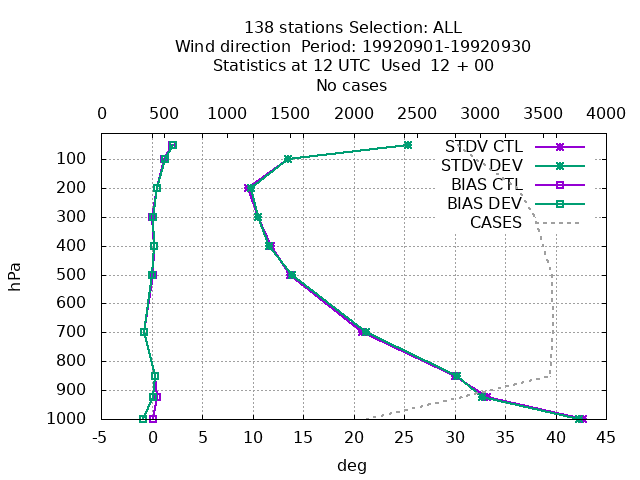 138 stations Selection: ALL
Wind direction  Period: 19920901-19920930
Statistics at 12 UTC  Used  12 + 00
No cases
0 500 1000 1500 2000 2500 3000 3500 4000
STDV CTL
STDV DEV
BIAS CTL
BIAS DEV
CASES
100
200
300
400
500
600
700
800
900
1000
hPa
-5 0 5 10 15 20 25 30 35 40 45
deg